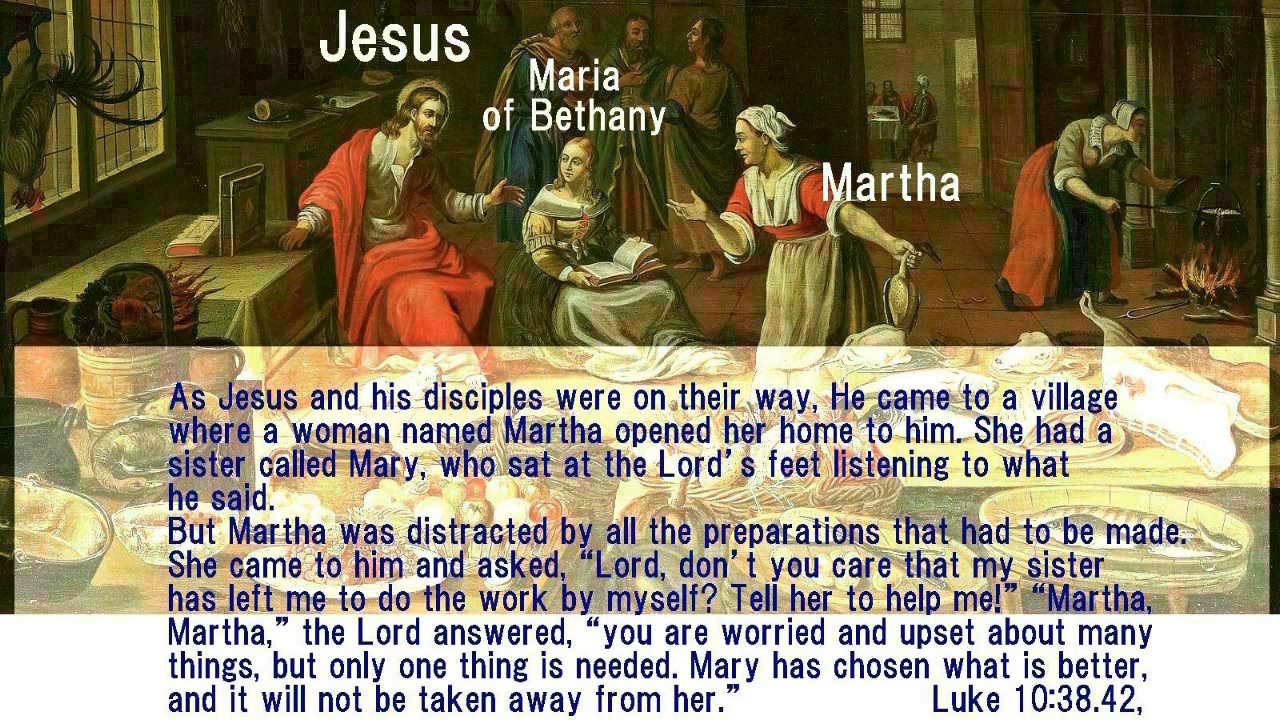 Jesus
Maria
of Bethany
Martha
As Jesus and his disciples were on their way, He came to a village
where a woman named Martha opened her home to him. She had a
sister called Mary, who sat at the Lord’s feet listening to what
he said.
But Martha was distracted by all the preparations that had to be made.
She came to him and asked, “Lord, don’t you care that my sister
has left me to do the work by myself? Tell her to help me!” “Martha,
Martha,” the Lord answered, “you are worried and upset about many
things, but only one thing is needed. Mary has chosen what is better,
and it will not be taken away from her.” Luke 10:38.42,